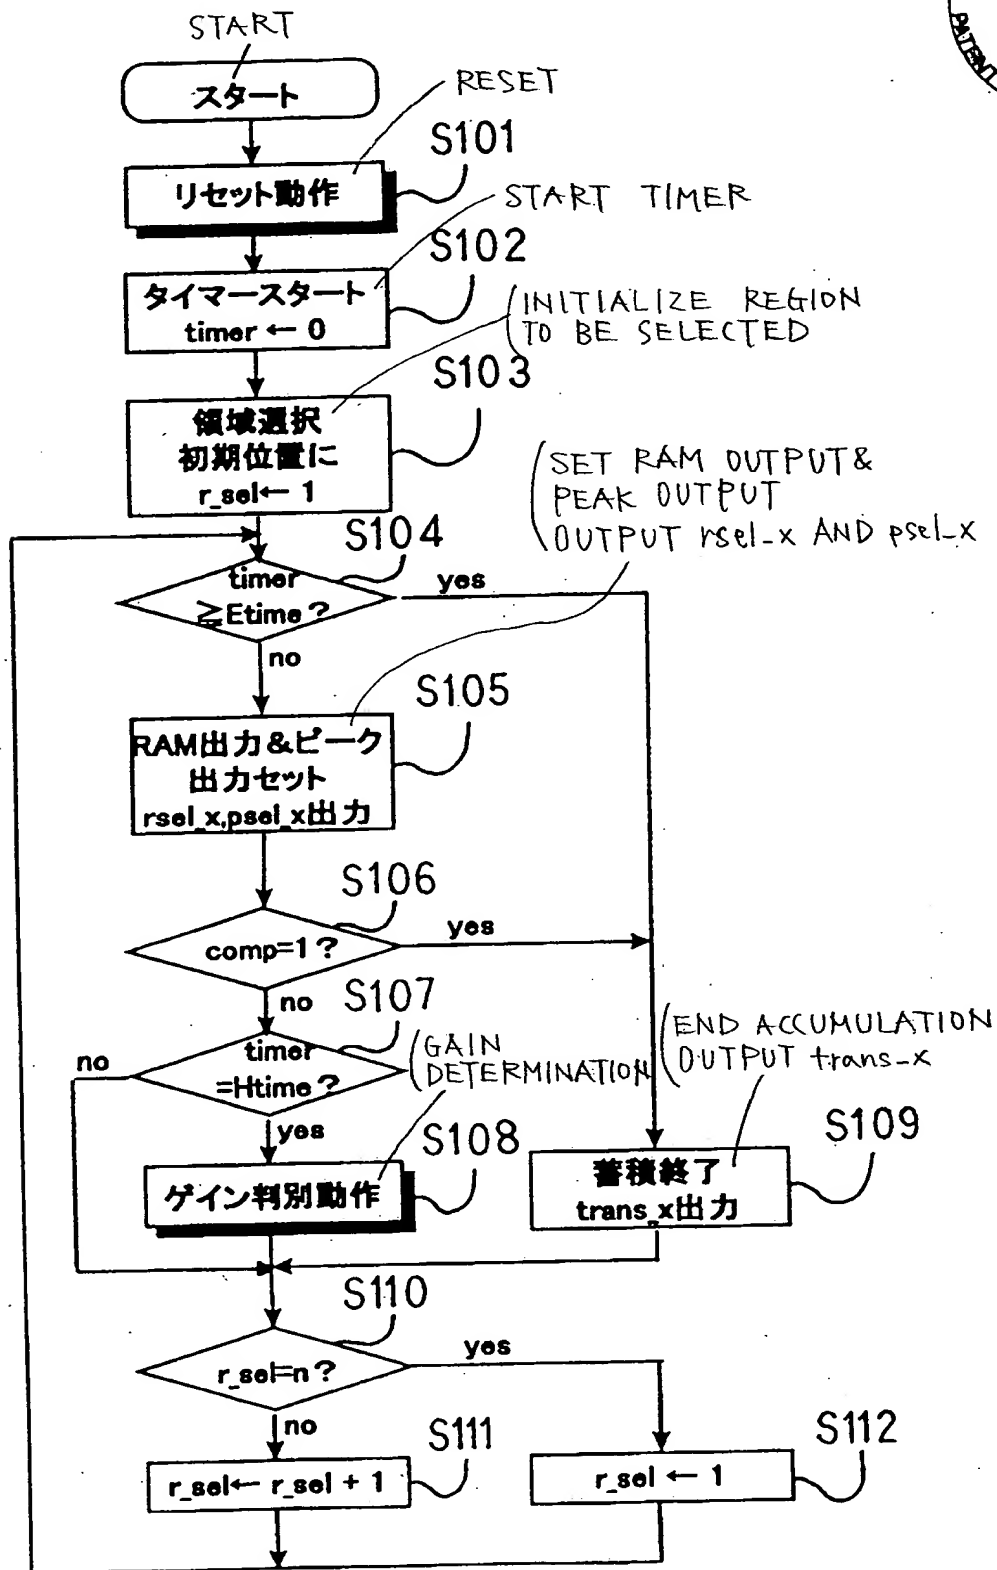 START
PATENT
スタート
RESET
S101
リセット動作
START TIMER
S102
タイマースタート
timer ← 0
INITIALIZE REGION
TO BE SELECTED
S103
領域選択
初期位置に
r_sel← 1
SET RAM OUTPUT&
PEAK OUTPUT
OUTPUT rsel_x AND psel_x
S104
timer
≧Etime?
yes
no
S105
RAM出力&ピーク
出力セット
rsel_x,psel_x出力
S106
comp=1?
yes
no
S107
timer
=Htime?
no
yes
GAIN
DETERMINATION
END ACCUMULATION
OUTPUT trans_x
S108
ゲイン判別動作
S109
蓄積終了
trans_x出力
S110
r_sel=n?
yes
no
S111
r_sel← r_sel + 1
S112
r_sel ← 1